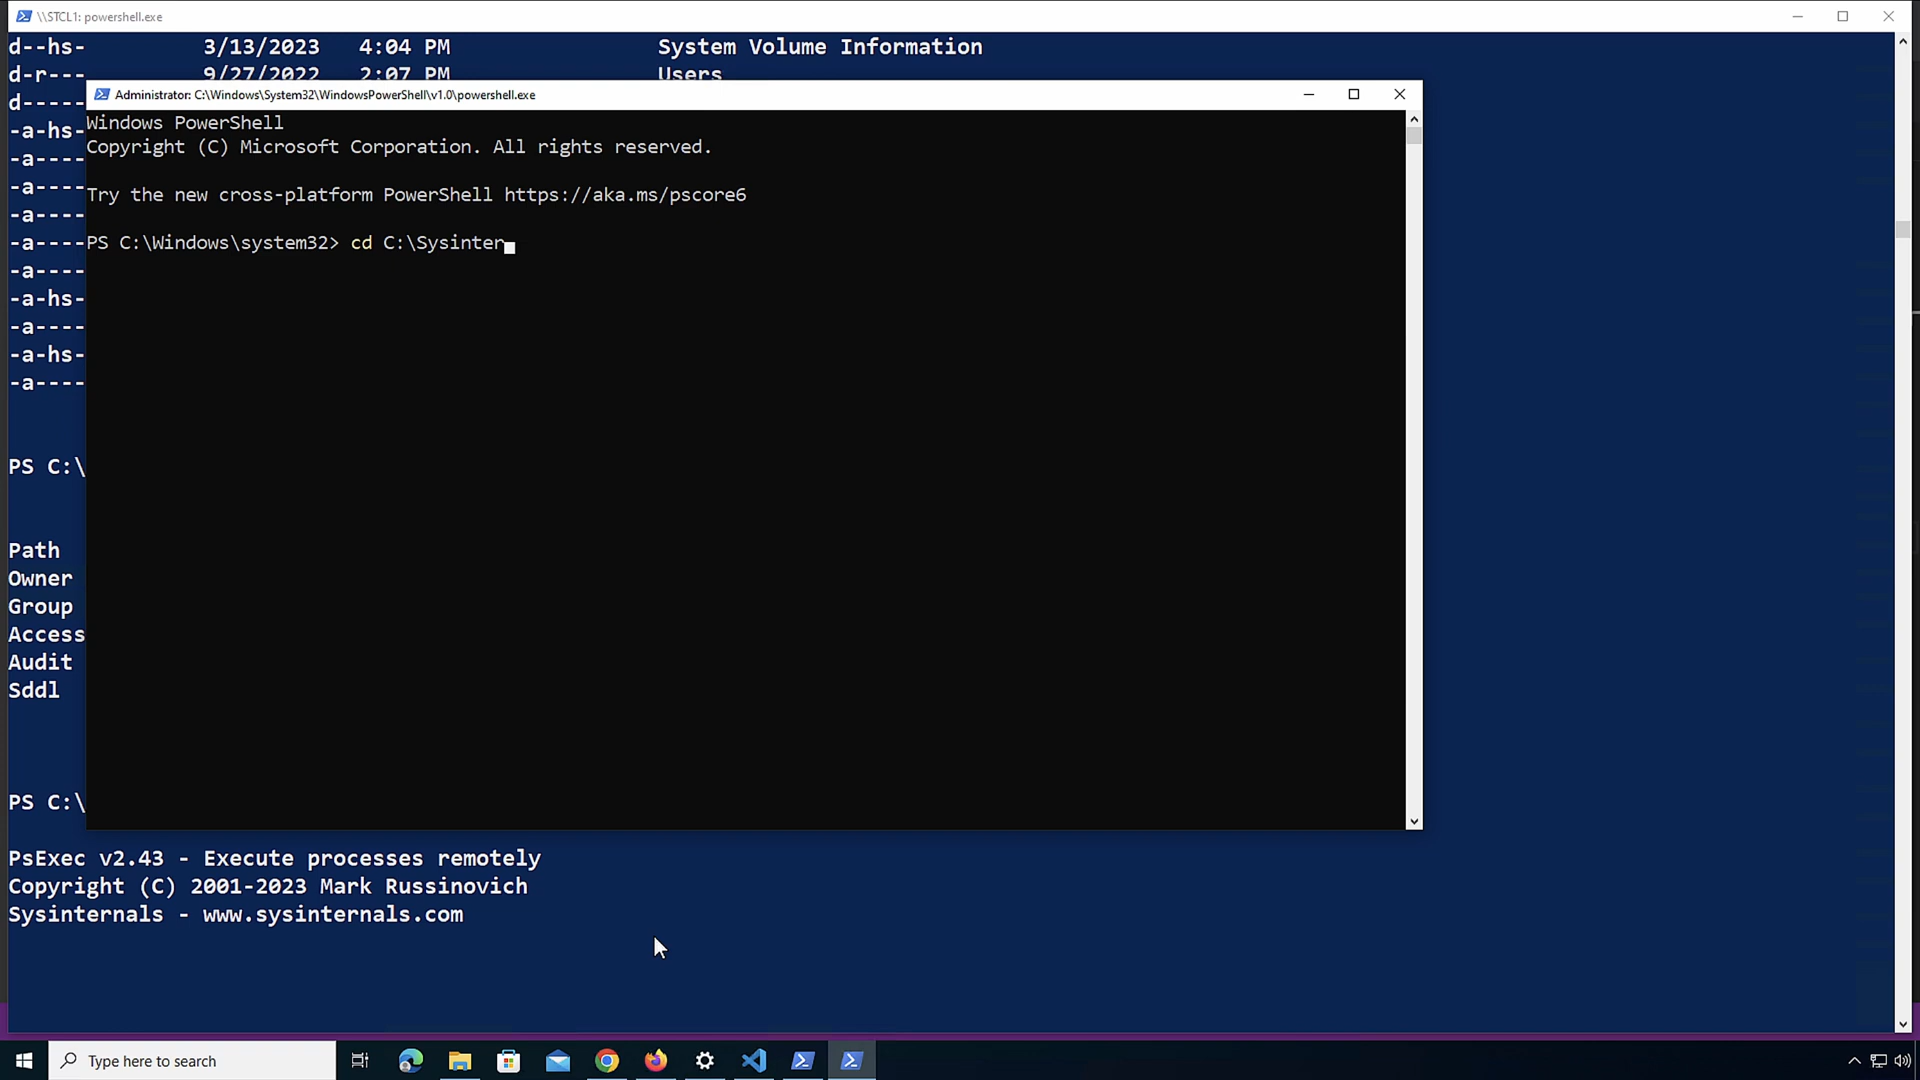 \\STCL1: powershell.exe
d--hs- 3/13/2023 4:04 PM System Volume Information
d-r--- 9/27/2022 2:07 PM Users
d-----
-a-hs-
-a----
-a----
-a----
-a----
-a----
-a-hs-
-a----
-a-hs-
-a----
PS C:\
Path
Owner
Group
Access
Audit
Sddl
PS C:\
PsExec v2.43 - Execute processes remotely
Copyright (C) 2001-2023 Mark Russinovich
Sysinternals - www.sysinternals.com
Administrator: C:\Windows\System32\WindowsPowerShell\v1.0\powershell.exe
Windows PowerShell
Copyright (C) Microsoft Corporation. All rights reserved.
Try the new cross-platform PowerShell https://aka.ms/pscore6
PS C:\Windows\system32> cd C:\Sysinter
Type here to search